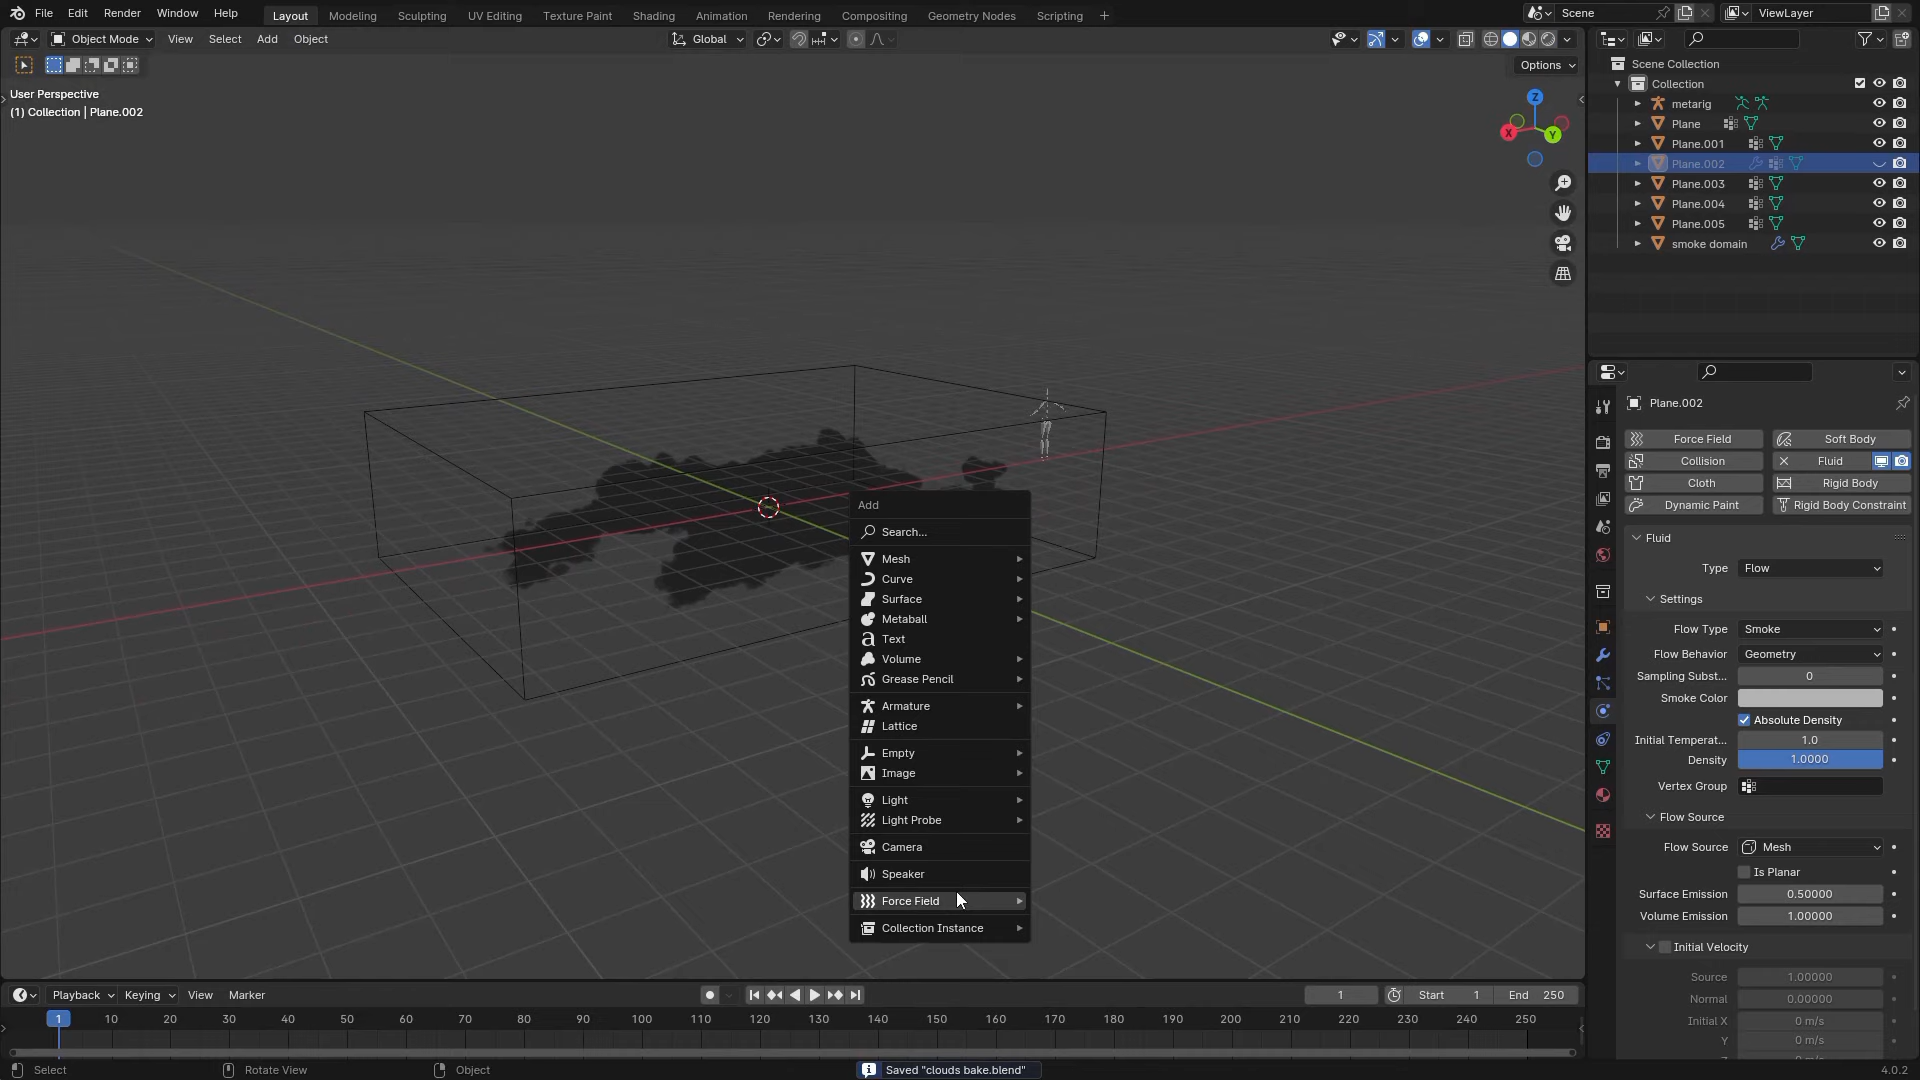 File Edit Render Window Help Layout Modeling Sculpting UV Editing Texture Paint Shading Animation Rendering Compositing Geometry Nodes Scripting + Scene ViewLayer
Object Mode View Select Add Object Global
Options
User Perspective
(1) Collection | Plane.002
Z
X
Y
Add
Search...
Mesh
Curve
Surface
Metaball
Text
Volume
Grease Pencil
Armature
Lattice
Empty
Image
Light
Light Probe
Camera
Speaker
Force Field
Collection Instance
Scene Collection
Collection
metarig
Plane
Plane.001
Plane.002
Plane.003
Plane.004
Plane.005
smoke domain
Plane.002
Force Field Soft Body
Collision Fluid
Cloth Rigid Body
Dynamic Paint Rigid Body Constraint
Fluid
Type Flow
Settings
Flow Type Smoke
Flow Behavior Geometry
Sampling Subst... 0
Smoke Color
Absolute Density
Initial Temperat... 1.0
Density 1.0000
Vertex Group
Flow Source
Flow Source Mesh
Is Planar
Surface Emission 0.50000
Volume Emission 1.00000
Initial Velocity
Source 1.00000
Normal 0.00000
Initial X 0 m/s
Y 0 m/s
Playback Keying View Marker 1 Start 1 End 250
1 10 20 30 40 50 60 70 80 90 100 110 120 130 140 150 160 170 180 190 200 210 220 230 240 250
Select Rotate View Object Saved "clouds bake.blend" 4.0.2